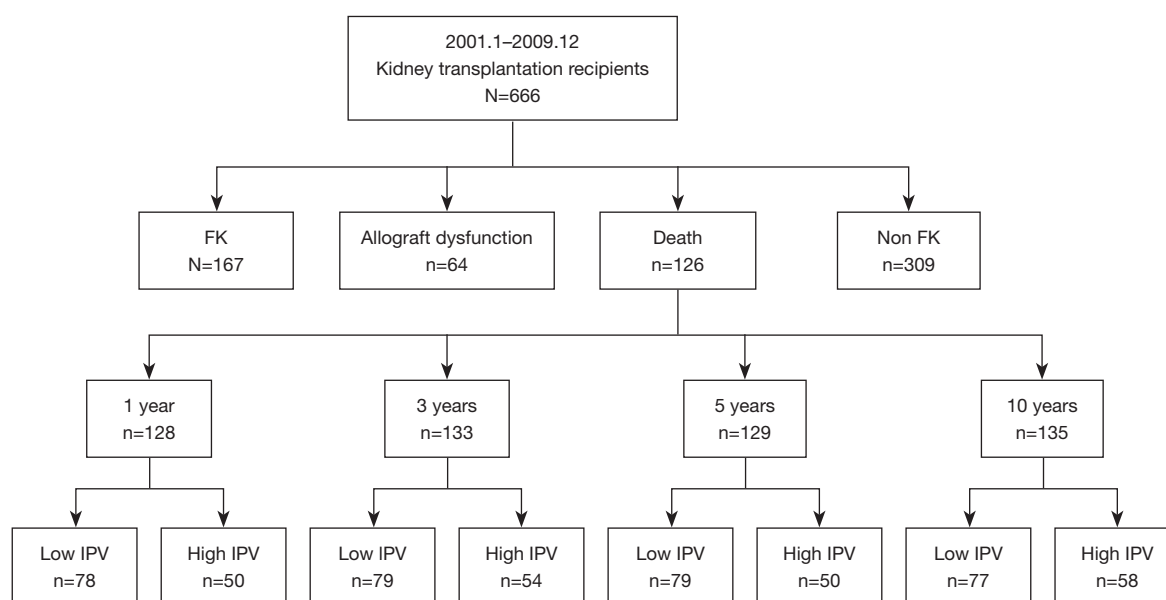 2001.1–2009.12
Kidney transplantation recipients
N=666
FK
N=167
Allograft dysfunction
n=64
Death
n=126
Non FK
n=309
1 year
n=128
3 years
n=133
5 years
n=129
10 years
n=135
Low IPV
n=78
High IPV
n=50
Low IPV
n=79
High IPV
n=54
Low IPV
n=79
High IPV
n=50
Low IPV
n=77
High IPV
n=58